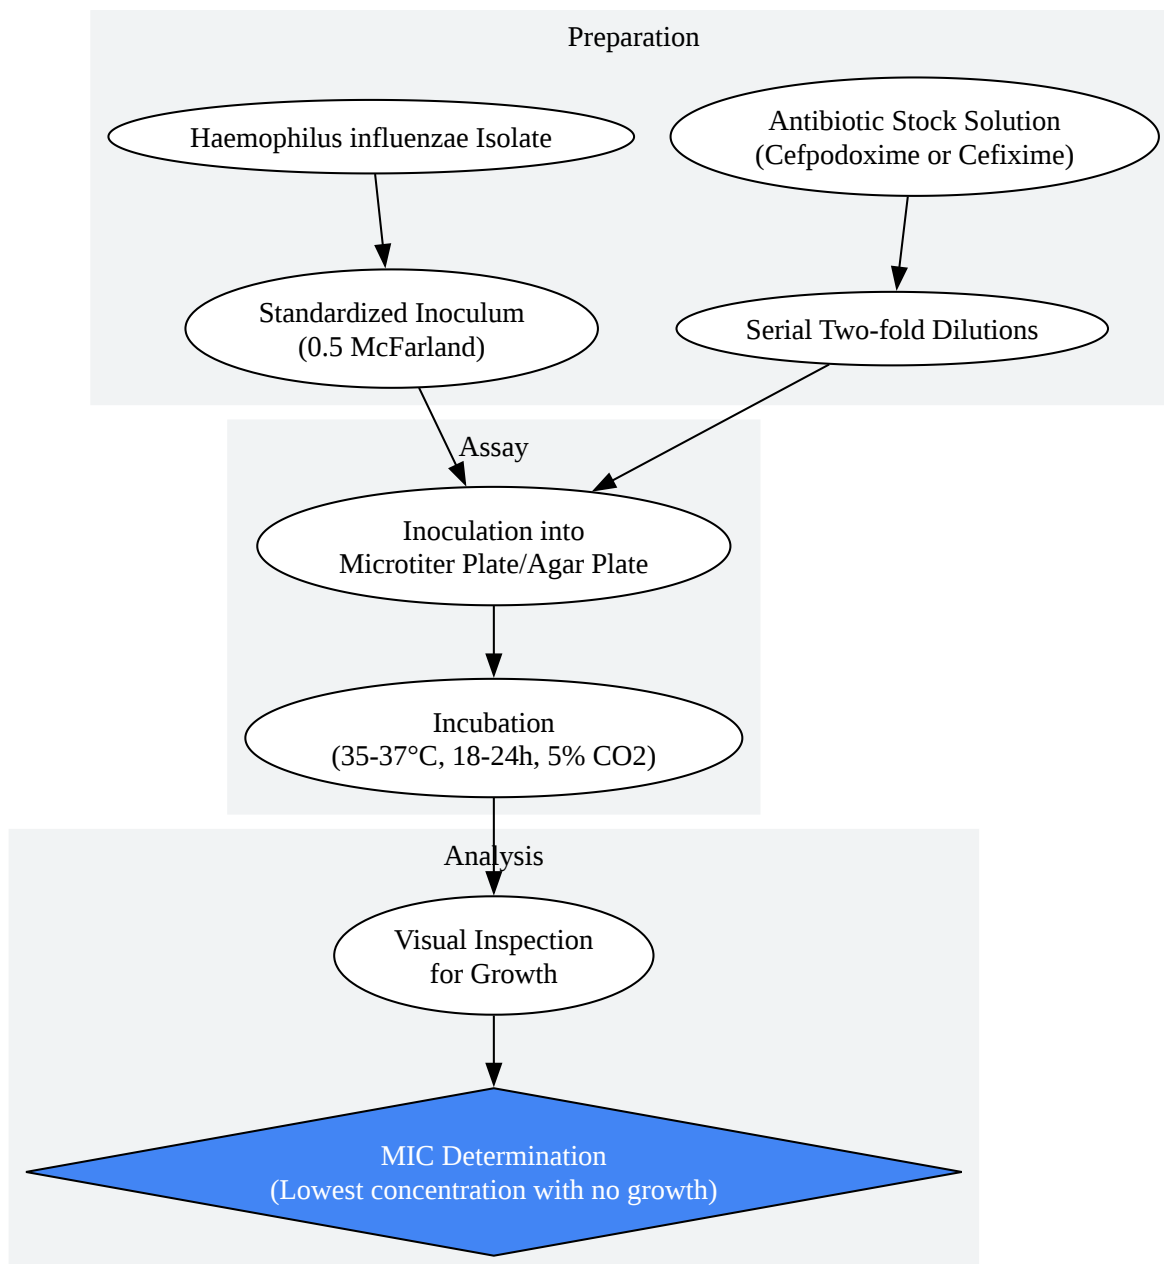 Preparation
Haemophilus influenzae Isolate
Antibiotic Stock Solution
(Cefpodoxime or Cefixime)
Standardized Inoculum
(0.5 McFarland)
Serial Two-fold Dilutions
Assay
Inoculation into
Microtiter Plate/Agar Plate
Incubation
(35-37°C, 18-24h, 5% CO2)
Analysis
Visual Inspection
for Growth
MIC Determination
(Lowest concentration with no growth)